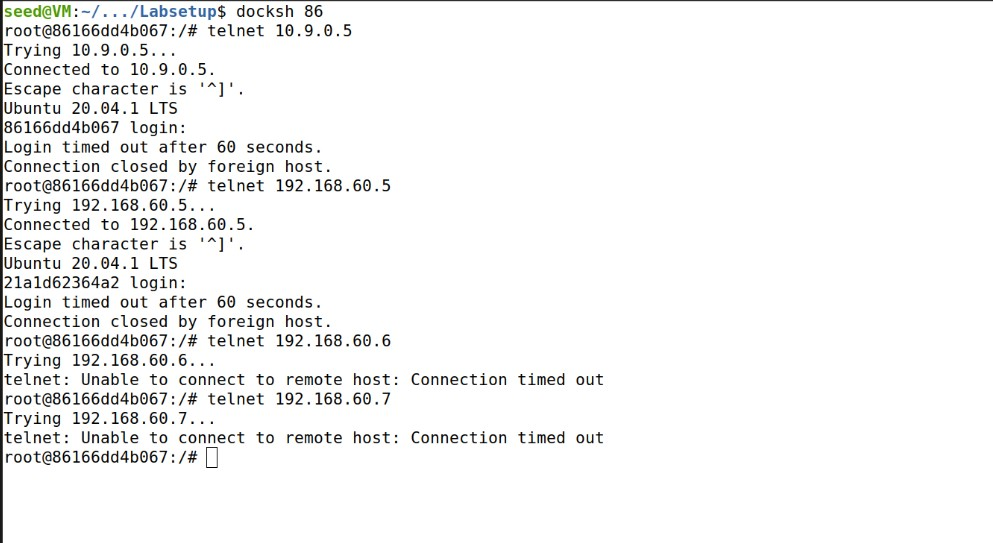 seed@VM:~/.../Labsetup$ docksh 86
root@86166dd4b067:/# telnet 10.9.0.5
Trying 10.9.0.5...
Connected to 10.9.0.5.
Escape character is '^]'.
Ubuntu 20.04.1 LTS
86166dd4b067 login:
Login timed out after 60 seconds.
Connection closed by foreign host.
root@86166dd4b067:/# telnet 192.168.60.5
Trying 192.168.60.5...
Connected to 192.168.60.5.
Escape character is '^]'.
Ubuntu 20.04.1 LTS
21a1d62364a2 login:
Login timed out after 60 seconds.
Connection closed by foreign host.
root@86166dd4b067:/# telnet 192.168.60.6
Trying 192.168.60.6...
telnet: Unable to connect to remote host: Connection timed out
root@86166dd4b067:/# telnet 192.168.60.7
Trying 192.168.60.7...
telnet: Unable to connect to remote host: Connection timed out
root@86166dd4b067:/#